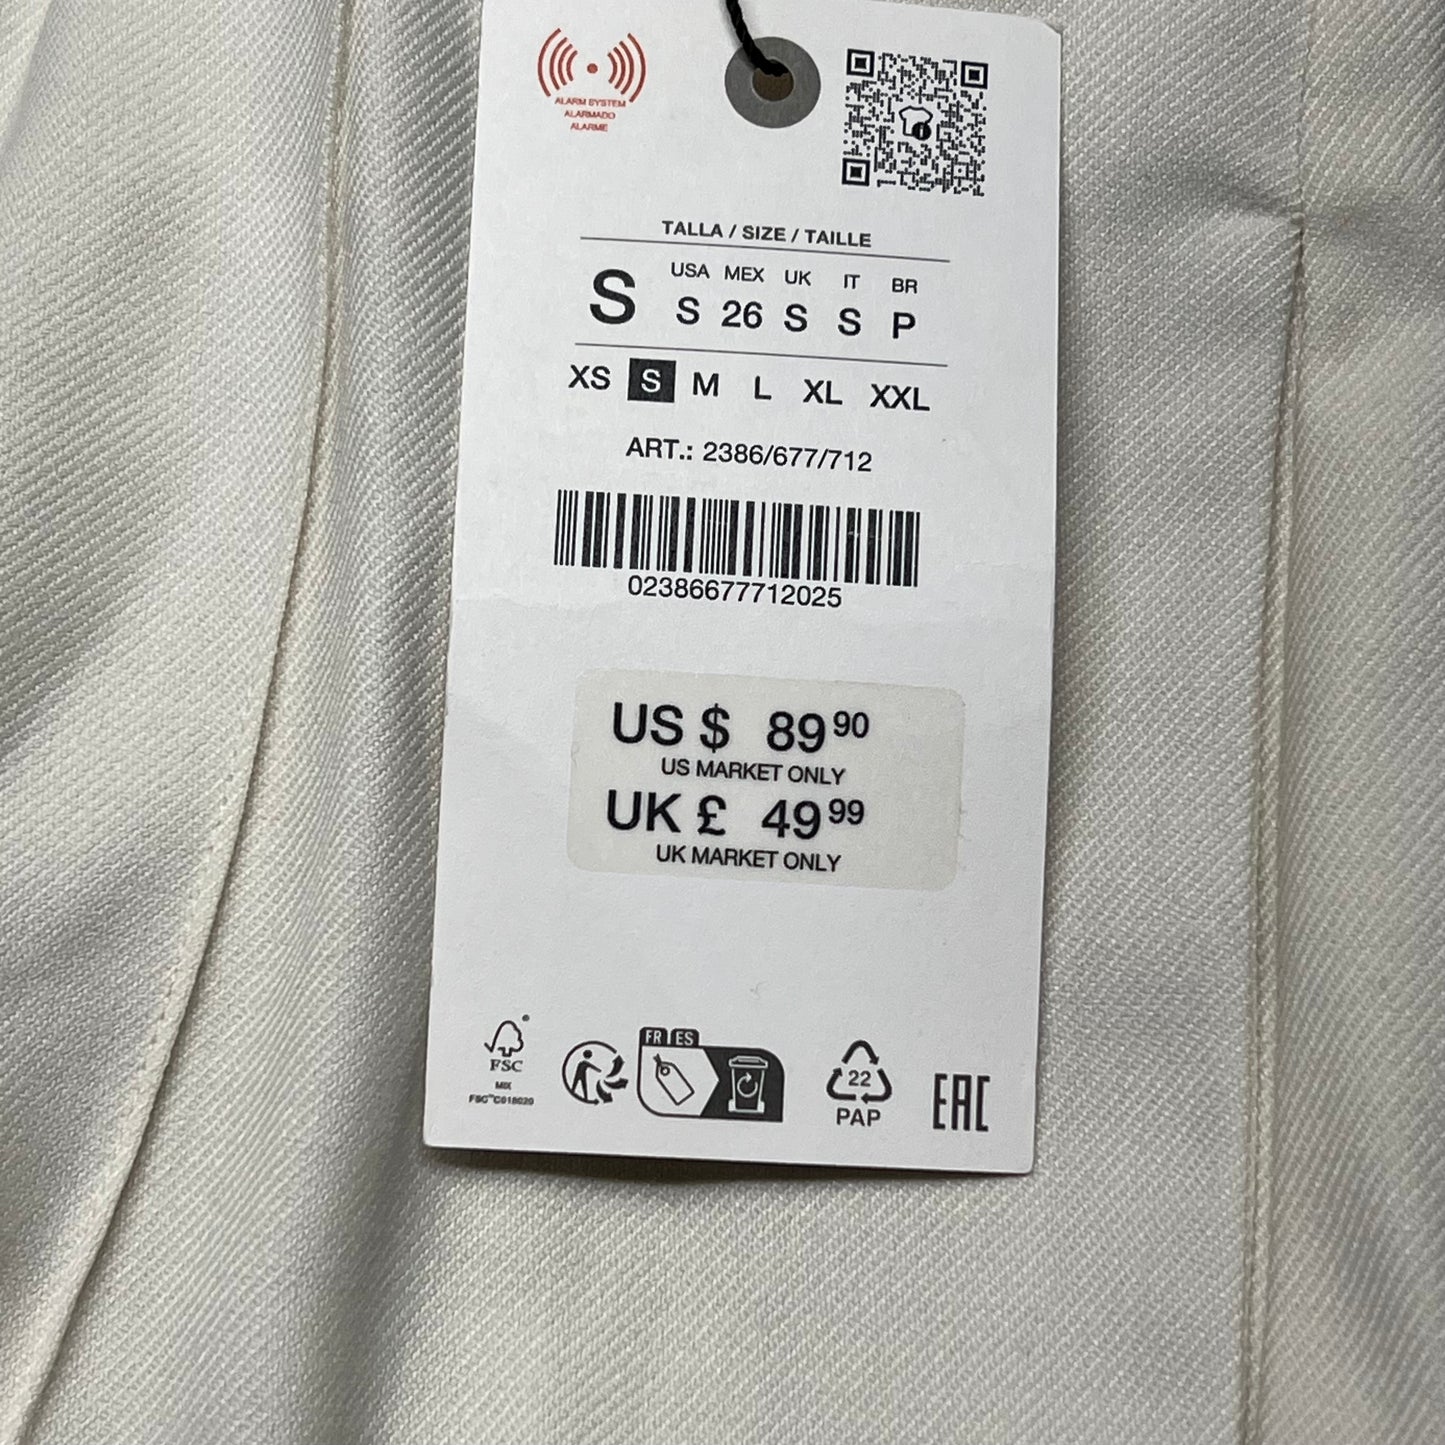 ALARM SYSTEM
ALARMADO
ALARME
TALLA / SIZE / TAILLE
USA MEX UK IT BR
S S 26 S S P
XS S M L XL XXL
ART.: 2386/677/712
02386677712025
US $ 89 90
US MARKET ONLY
UK £ 49 99
UK MARKET ONLY
FR ES
FSC
MIX
FSC™ C018020
22
PAP
EAC